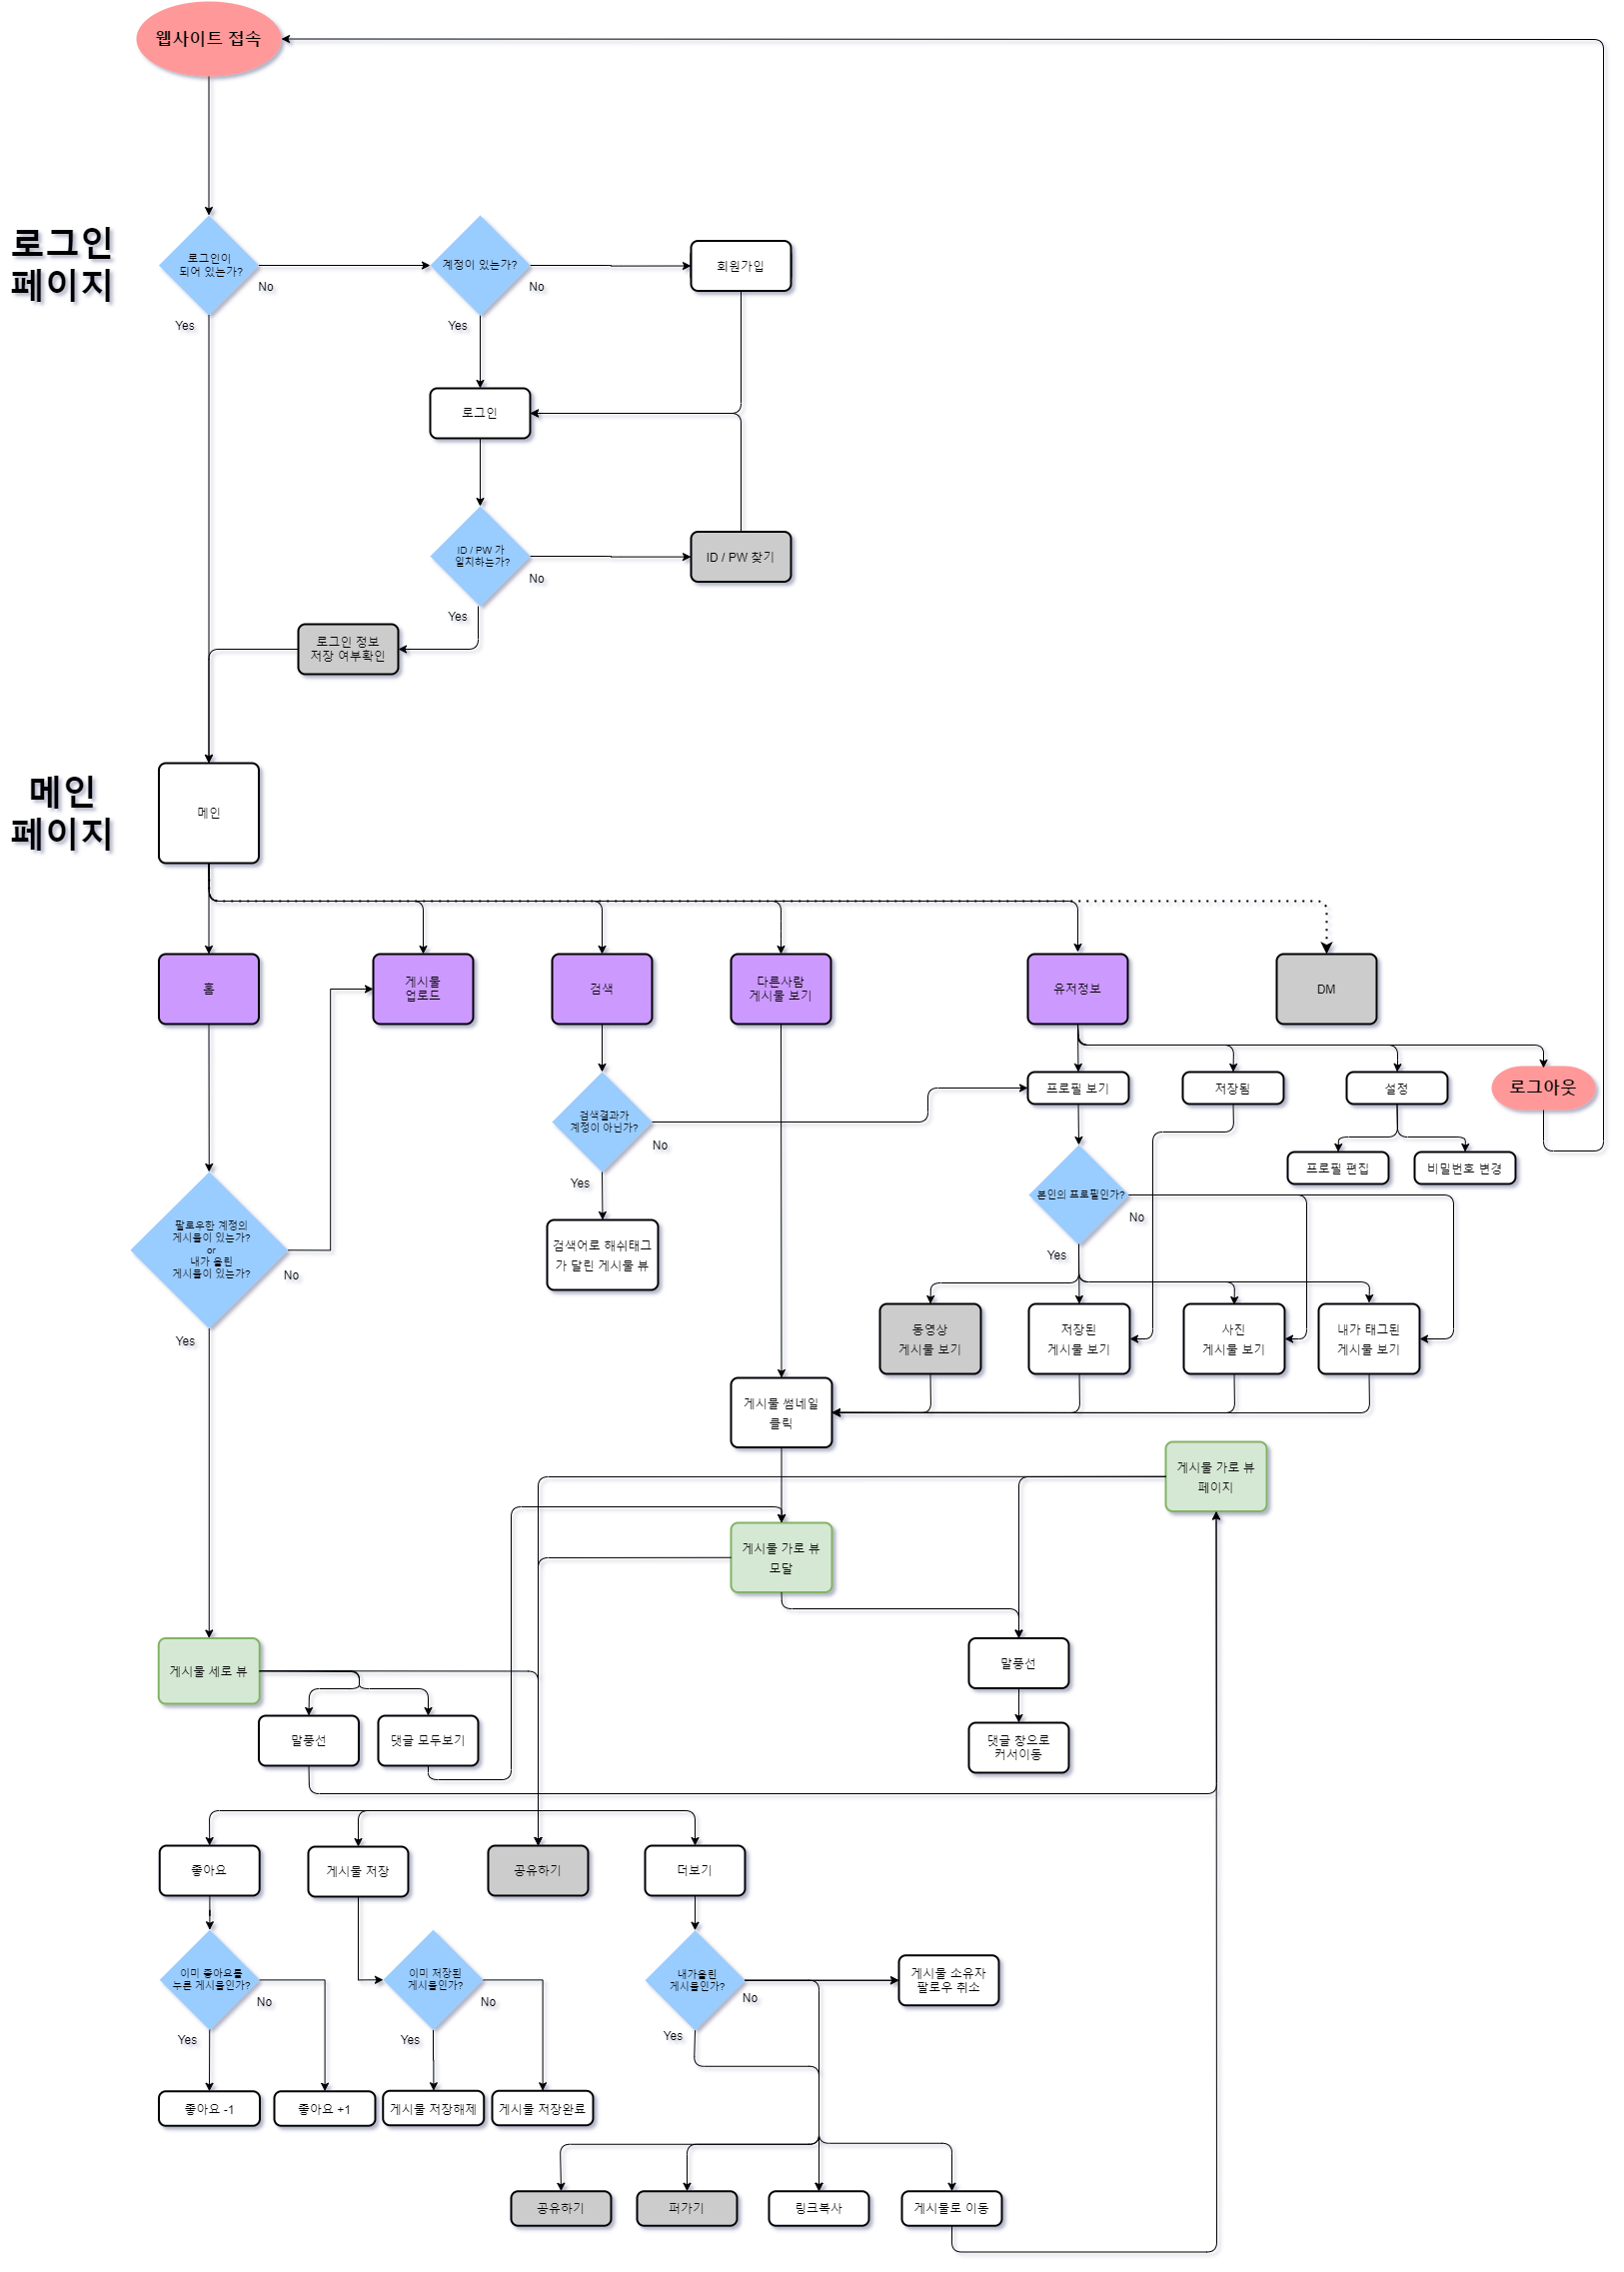 웹사이트 접속
로그인
페이지
로그인이
되어 있는가?
No
Yes
계정이 있는가?
No
Yes
회원가입
로그인
ID / PW 가
일치하는가?
No
Yes
ID / PW 찾기
로그인 정보
저장 여부확인
메인
페이지
메인
홈
게시물
업로드
검색
다른사람
게시물 보기
유저정보
DM
프로필 보기
저장됨
설정
로그아웃
검색결과가
계정이 아닌가?
No
Yes
프로필 편집
비밀번호 변경
본인의 프로필인가?
No
Yes
팔로우한 계정의
게시물이 있는가?
or
내가 올린
게시물이 있는가?
No
Yes
검색어로 해쉬태그
가 달린 게시물 뷰
동영상
게시물 보기
저장된
게시물 보기
사진
게시물 보기
내가 태그된
게시물 보기
게시물 썸네일
클릭
게시물 가로 뷰
페이지
게시물 가로 뷰
모달
게시물 세로 뷰
말풍선
말풍선
댓글 모두보기
댓글 창으로
커서이동
좋아요
게시물 저장
공유하기
더보기
이미 좋아요를
누른 게시물인가?
No
Yes
이미 저장된
게시물인가?
No
Yes
내가올린
게시물인가?
No
Yes
게시물 소유자
팔로우 취소
좋아요 -1
좋아요 +1
게시물 저장해제
게시물 저장완료
공유하기
퍼가기
링크복사
게시물로 이동